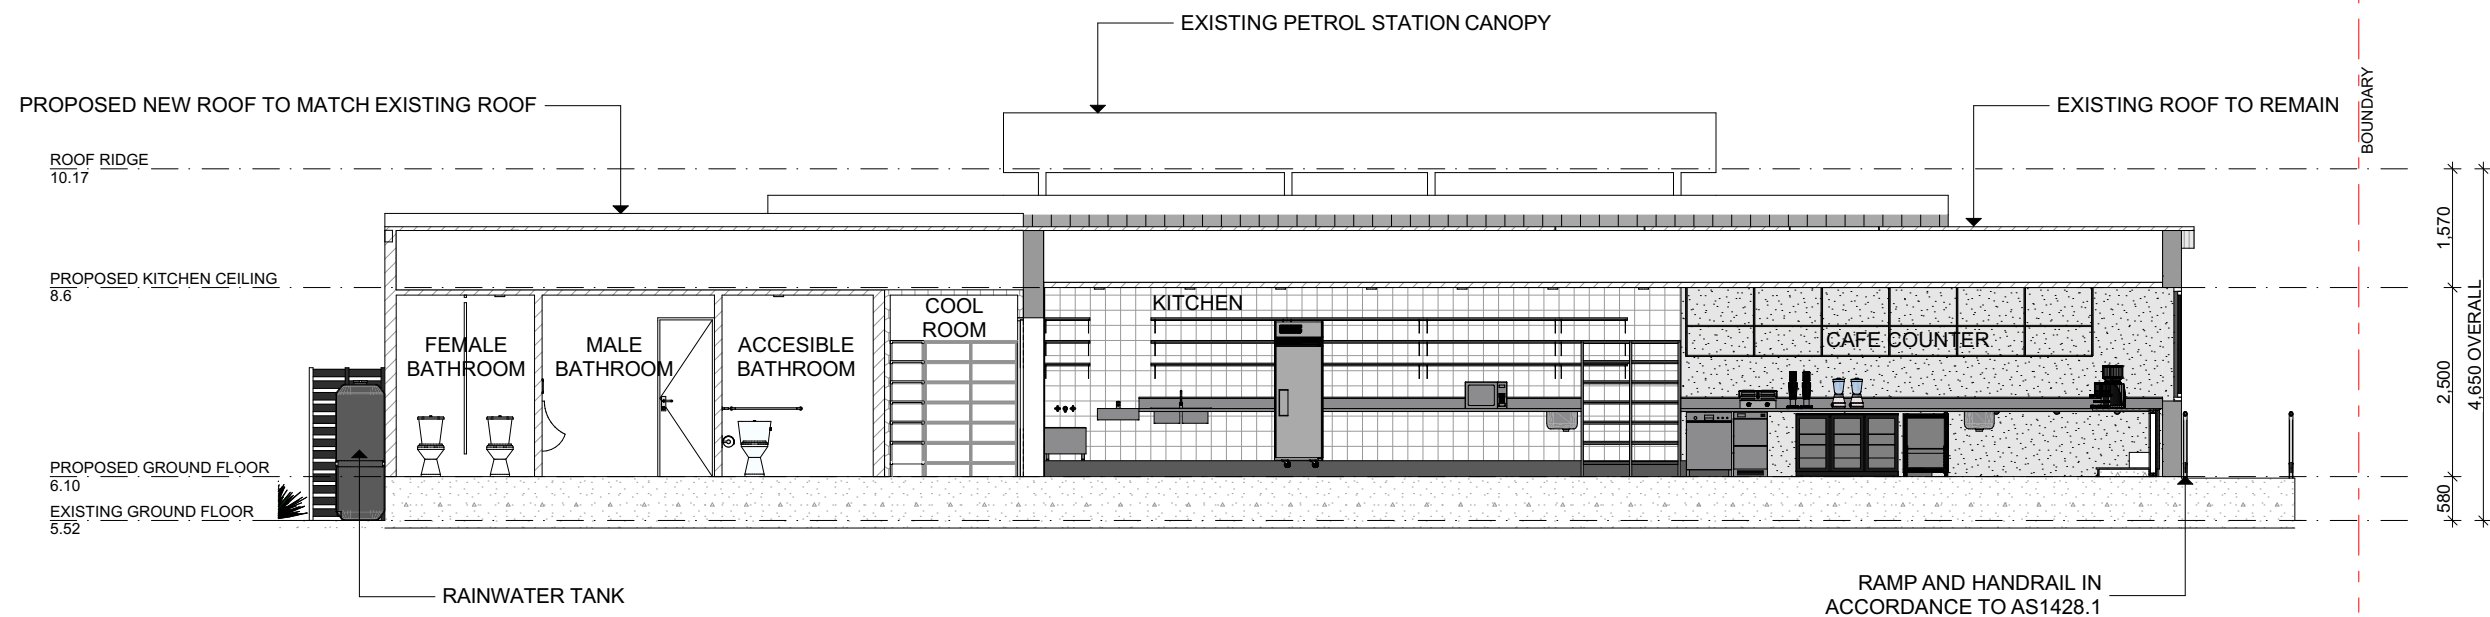 EXISTING PETROL STATION CANOPY
PROPOSED NEW ROOF TO MATCH EXISTING ROOF
EXISTING ROOF TO REMAIN
BOUNDARY
ROOF RIDGE
10.17
PROPOSED KITCHEN CEILING
8.6
COOL
ROOM
KITCHEN
CAFE COUNTER
FEMALE
BATHROOM
MALE
BATHROOM
ACCESIBLE
BATHROOM
1,570
2,500
4,650 OVERALL
580
PROPOSED GROUND FLOOR
6.10
EXISTING GROUND FLOOR
5.52
RAINWATER TANK
RAMP AND HANDRAIL IN
ACCORDANCE TO AS1428.1